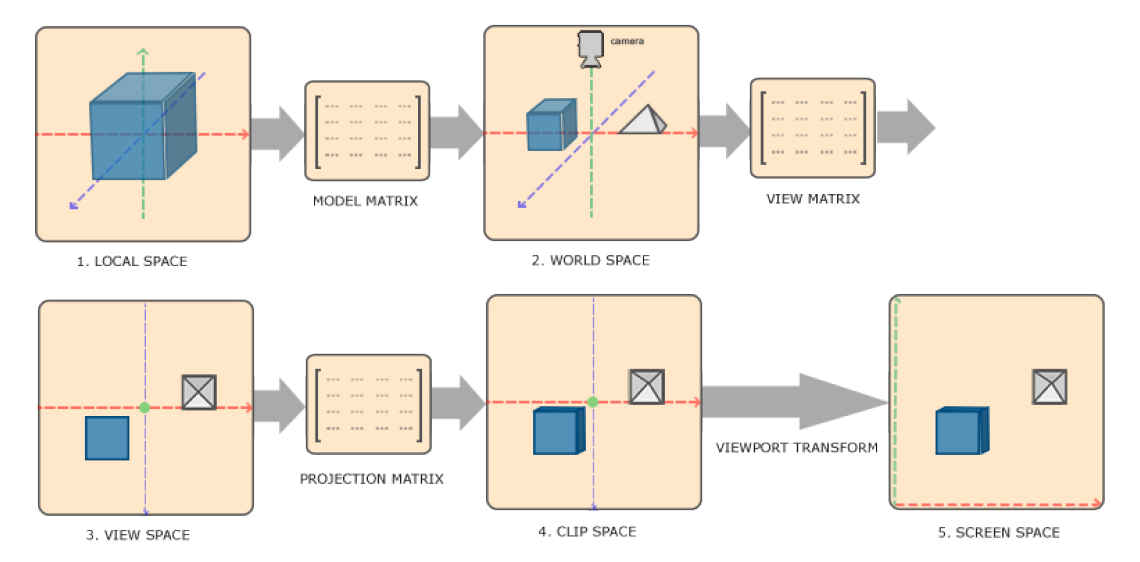 camera
MODEL MATRIX
VIEW MATRIX
1. LOCAL SPACE
2. WORLD SPACE
PROJECTION MATRIX
VIEWPORT TRANSFORM
3. VIEW SPACE
4. CLIP SPACE
5. SCREEN SPACE